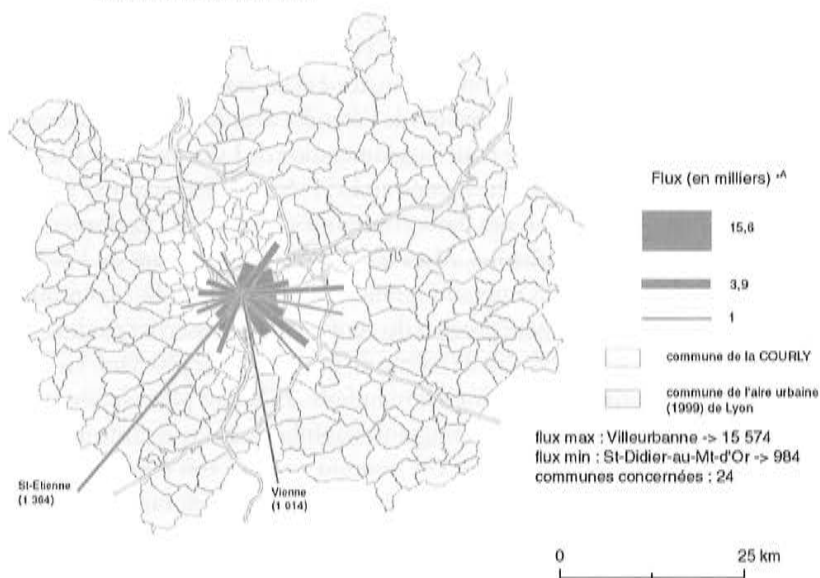 Flux (en milliers)
15,6
3,9
1
commune de la COURLY
commune de l'aire urbaine
(1999) de Lyon
flux max : Villeurbanne -> 15 574
flux min : St-Didier-au-Mt-d'Or -> 984
communes concernées : 24
St-Etienne
(1 364)
Vienne
(1 014)
0 25 km